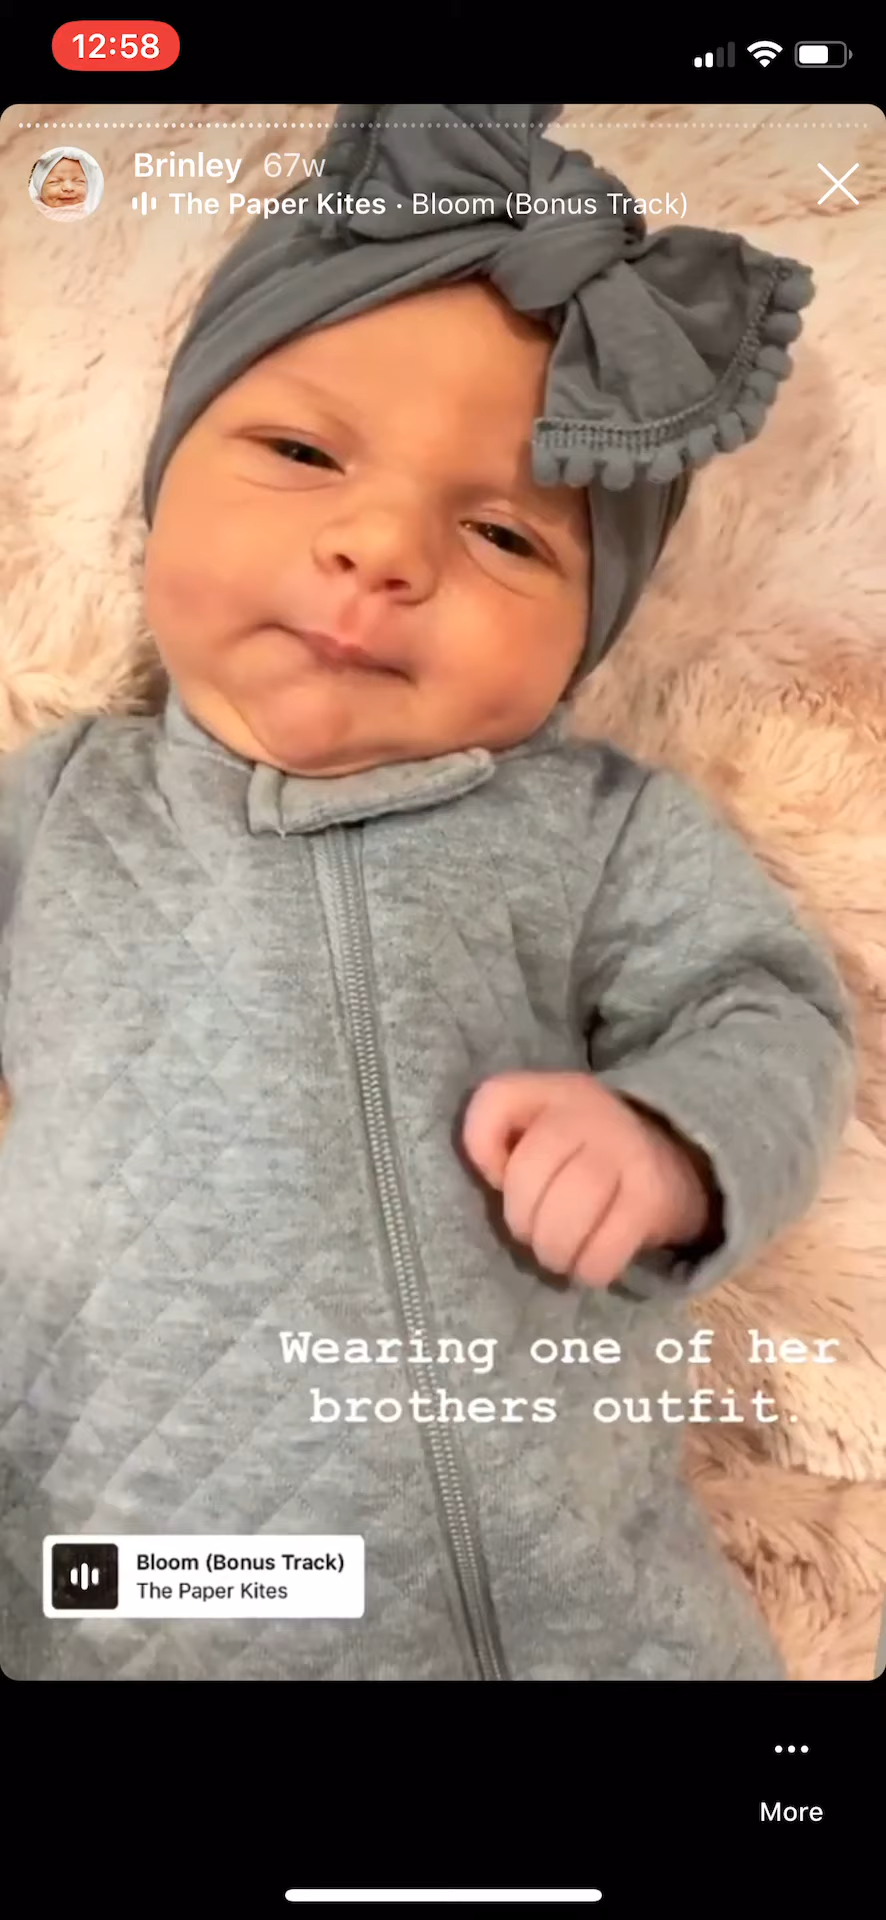 12:58
Brinley 67w
The Paper Kites · Bloom (Bonus Track)
Wearing one of her
brothers outfit.
Bloom (Bonus Track)
The Paper Kites
More